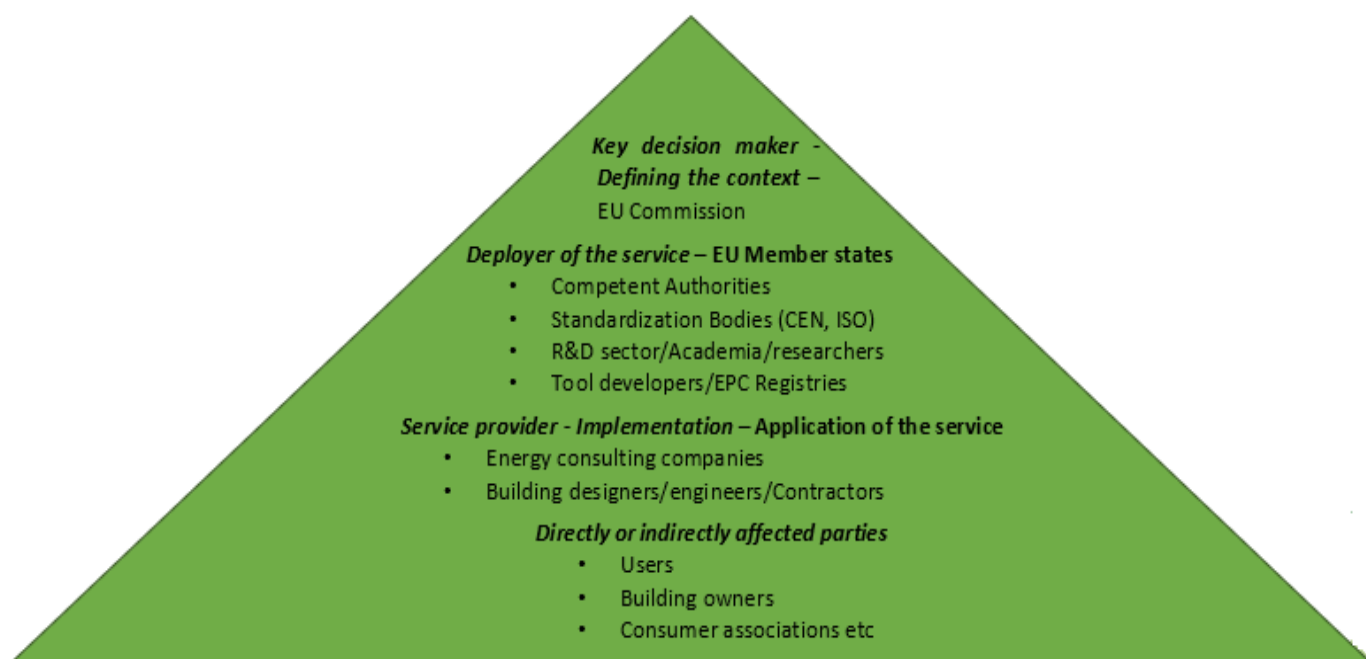 Key decision maker -
Defining the context –
EU Commission
Deployer of the service – EU Member states
• Competent Authorities
• Standardization Bodies (CEN, ISO)
• R&D sector/Academia/researchers
• Tool developers/EPC Registries
Service provider - Implementation – Application of the service
• Energy consulting companies
• Building designers/engineers/Contractors
Directly or indirectly affected parties
• Users
• Building owners
• Consumer associations etc